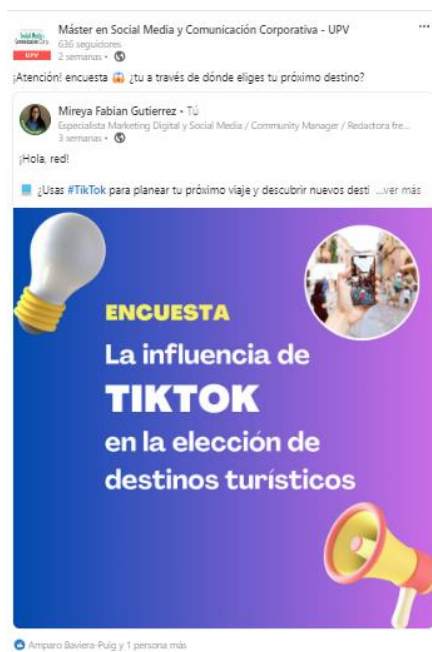 Máster en Social Media y Comunicación Corporativa - UPV
636 seguidores
UPV
2 semanas •
¡Atención! encuesta 😱 ¿tu a través de dónde eliges tu próximo destino?
Mireya Fabian Gutierrez • Tú
Especialista Marketing Digital y Social Media / Community Manager / Redactora fre...
3 semanas •
¡Hola, red!
📘 ¿Usas #TikTok para planear tu próximo viaje y descubrir nuevos desti ...ver más
ENCUESTA
La influencia de
TIKTOK
en la elección de
destinos turísticos
Amparo Baviera-Puig y 1 persona más